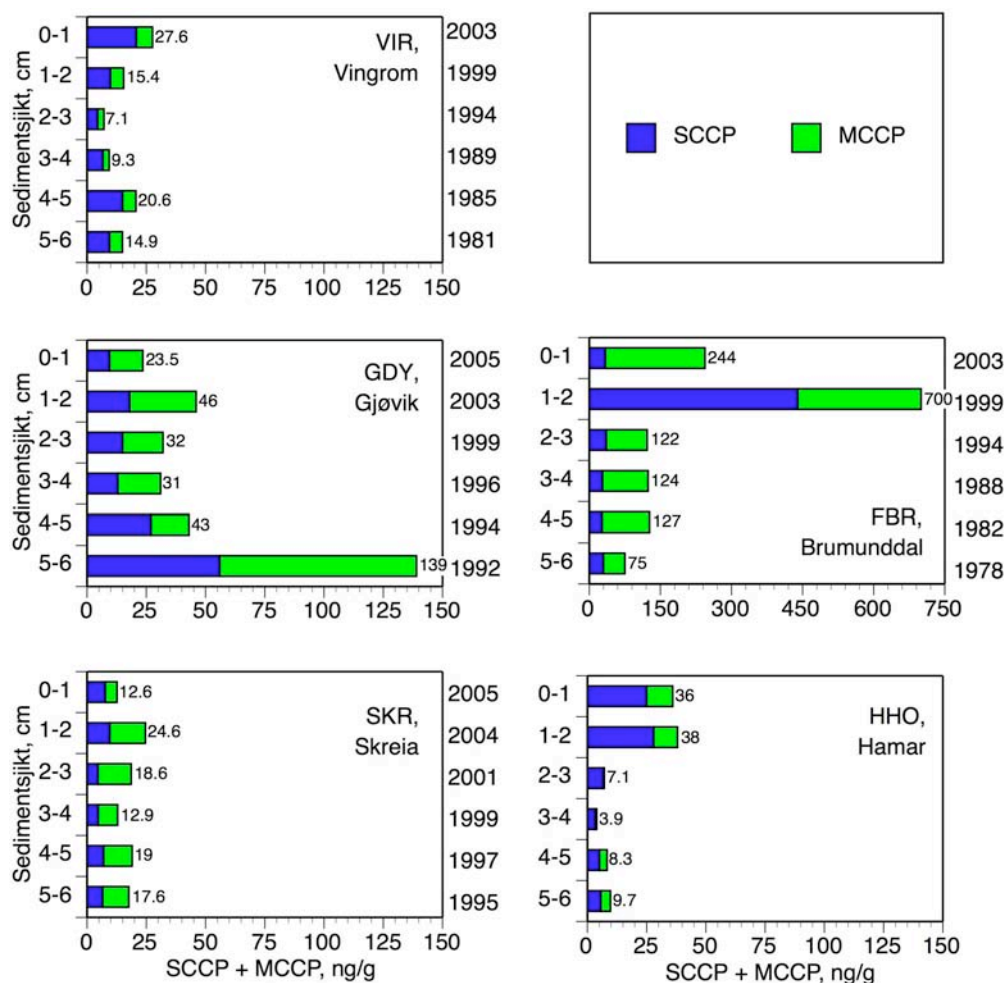 Sedimentsjikt, cm
VIR,
Vingrom
0-1 27.6 2003
1-2 15.4 1999
2-3 7.1 1994
3-4 9.3 1989
4-5 20.6 1985
5-6 14.9 1981
0 25 50 75 100 125 150
SCCP MCCP
Sedimentsjikt, cm
GDY,
Gjøvik
0-1 23.5 2005
1-2 46 2003
2-3 32 1999
3-4 31 1996
4-5 43 1994
5-6 139 1992
0 25 50 75 100 125 150
0-1 244 2003
1-2 700 1999
2-3 122 1994
3-4 124 1988
4-5 127 1982
5-6 75 1978
FBR,
Brumunddal
0 150 300 450 600 750
Sedimentsjikt, cm
SKR,
Skreia
0-1 12.6 2005
1-2 24.6 2004
2-3 18.6 2001
3-4 12.9 1999
4-5 19 1997
5-6 17.6 1995
0 25 50 75 100 125 150
SCCP + MCCP, ng/g
HHO,
Hamar
0-1 36
1-2 38
2-3 7.1
3-4 3.9
4-5 8.3
5-6 9.7
0 25 50 75 100 125 150
SCCP + MCCP, ng/g